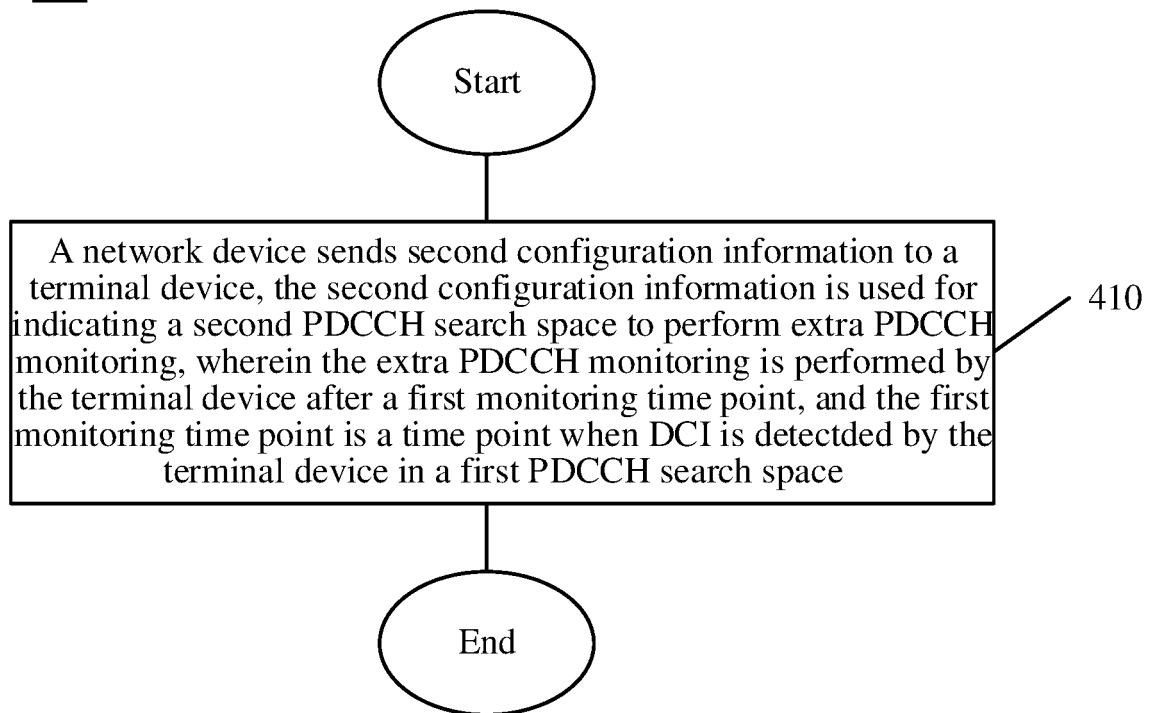 Start
A network device sends second configuration information to a
terminal device, the second configuration information is used for
indicating a second PDCCH search space to perform extra PDCCH
monitoring, wherein the extra PDCCH monitoring is performed by
the terminal device after a first monitoring time point, and the first
monitoring time point is a time point when DCI is detectded by the
terminal device in a first PDCCH search space
410
End